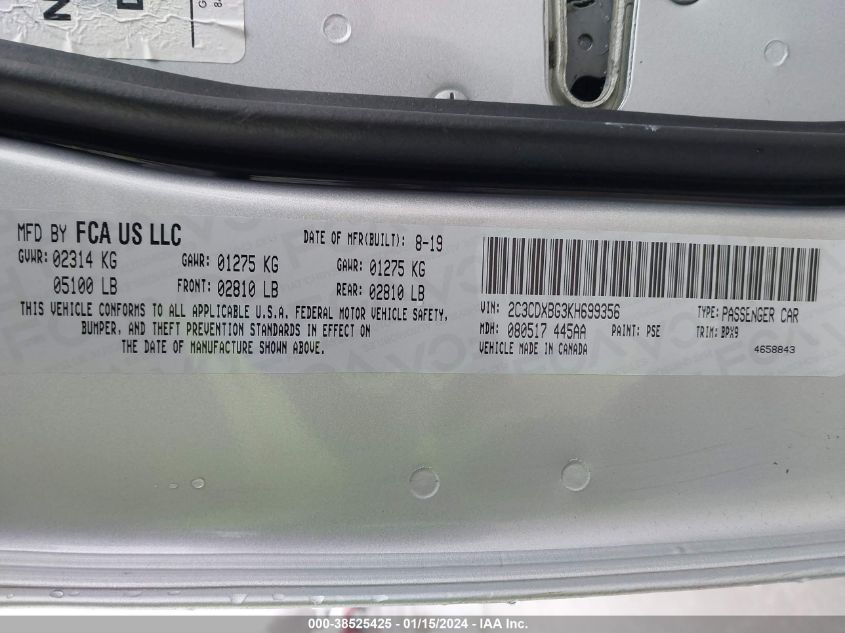 MFD BY FCA US LLC
DATE OF MFR(BUILT): 8-19
GVWR: 02314 KG
GAWR: 01275 KG
GAWR: 01275 KG
05100 LB
FRONT: 02810 LB
REAR: 02810 LB
THIS VEHICLE CONFORMS TO ALL APPLICABLE U.S.A. FEDERAL MOTOR VEHICLE SAFETY,
BUMPER, AND THEFT PREVENTION STANDARDS IN EFFECT ON
THE DATE OF MANUFACTURE SHOWN ABOVE.
VIN: 2C3CDXBG3KH699356
TYPE: PASSENGER CAR
MDH: 080517 445AA
PAINT: PSE
TRIM: BPX9
VEHICLE MADE IN CANADA
4658843
000-38525425 - 01/15/2024 - IAA Inc.